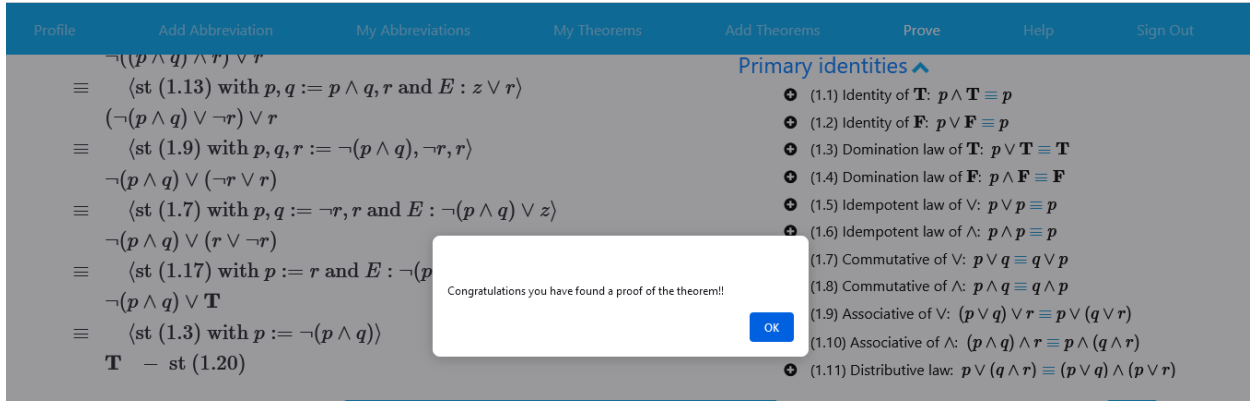 Profile Add Abbreviation My Abbreviations My Theorems Add Theorems Prove Help Sign Out
¬((p ∧ q) ∧ r) ∨ r
≡ ⟨st (1.13) with p, q := p ∧ q, r and E : z ∨ r⟩
(¬(p ∧ q) ∨ ¬r) ∨ r
≡ ⟨st (1.9) with p, q, r := ¬(p ∧ q), ¬r, r⟩
¬(p ∧ q) ∨ (¬r ∨ r)
≡ ⟨st (1.7) with p, q := ¬r, r and E : ¬(p ∧ q) ∨ z⟩
¬(p ∧ q) ∨ (r ∨ ¬r)
≡ ⟨st (1.17) with p := r and E : ¬(p
¬(p ∧ q) ∨ T
≡ ⟨st (1.3) with p := ¬(p ∧ q)⟩
T – st (1.20)
Primary identities
(1.1) Identity of T: p ∧ T ≡ p
(1.2) Identity of F: p ∨ F ≡ p
(1.3) Domination law of T: p ∨ T ≡ T
(1.4) Domination law of F: p ∧ F ≡ F
(1.5) Idempotent law of ∨: p ∨ p ≡ p
(1.6) Idempotent law of ∧: p ∧ p ≡ p
(1.7) Commutative of ∨: p ∨ q ≡ q ∨ p
(1.8) Commutative of ∧: p ∧ q ≡ q ∧ p
(1.9) Associative of ∨: (p ∨ q) ∨ r ≡ p ∨ (q ∨ r)
(1.10) Associative of ∧: (p ∧ q) ∧ r ≡ p ∧ (q ∧ r)
(1.11) Distributive law: p ∨ (q ∧ r) ≡ (p ∨ q) ∧ (p ∨ r)
Congratulations you have found a proof of the theorem!!
OK